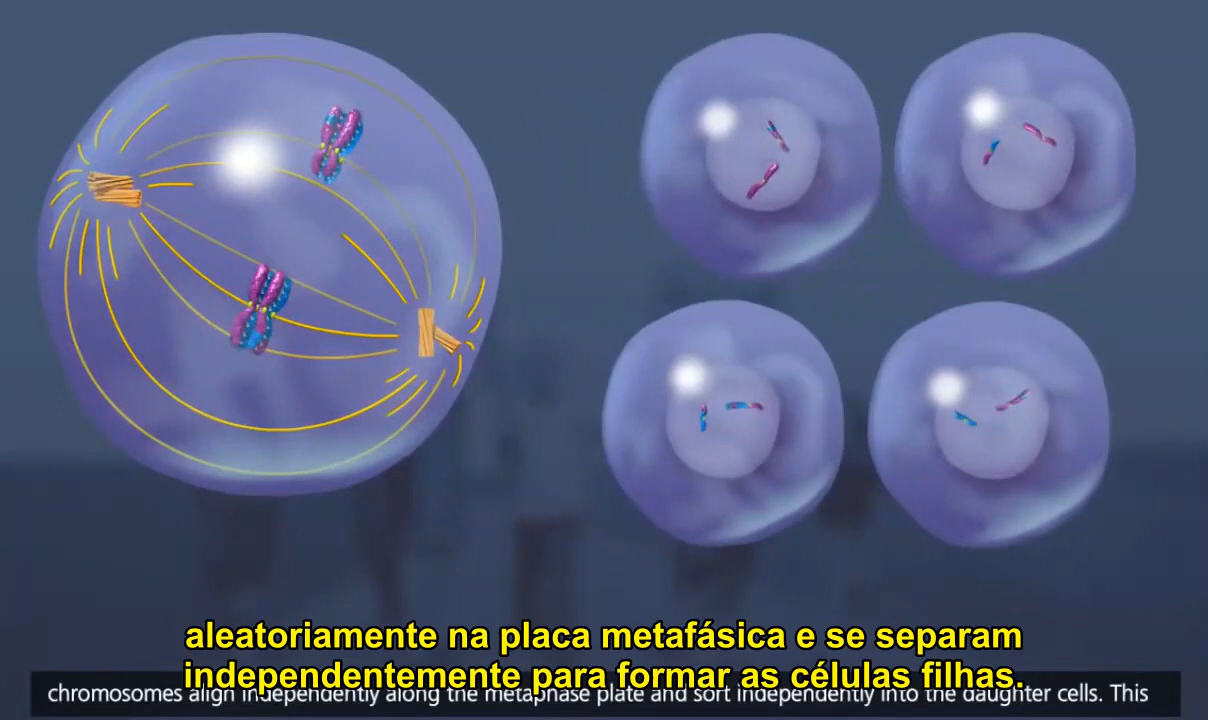 aleatoriamente na placa metafásica e se separam
independentemente para formar as células filhas.
chromosomes align independently along the metaphase plate and sort independently into the daughter cells. This